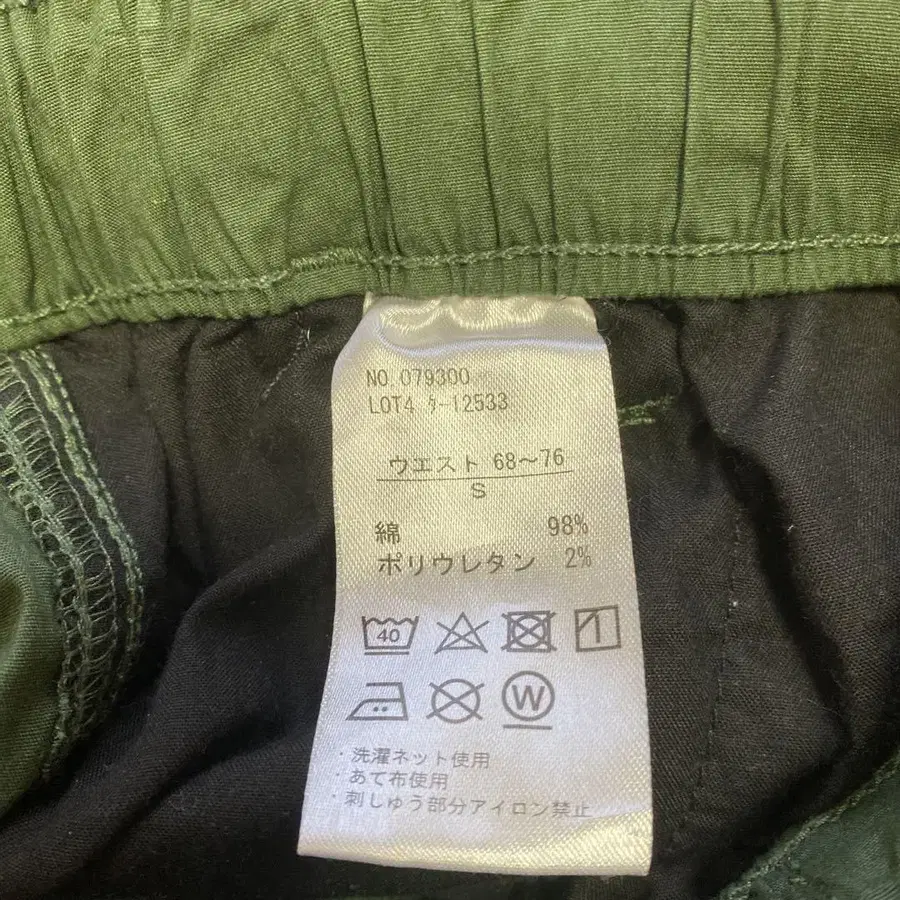 NO.079300
LOT4 ﾀ-12533
ウエスト 68～76
S
綿 98%
ポリウレタン 2%
40
W
・洗濯ネット使用
・あて布使用
・刺しゅう部分アイロン禁止